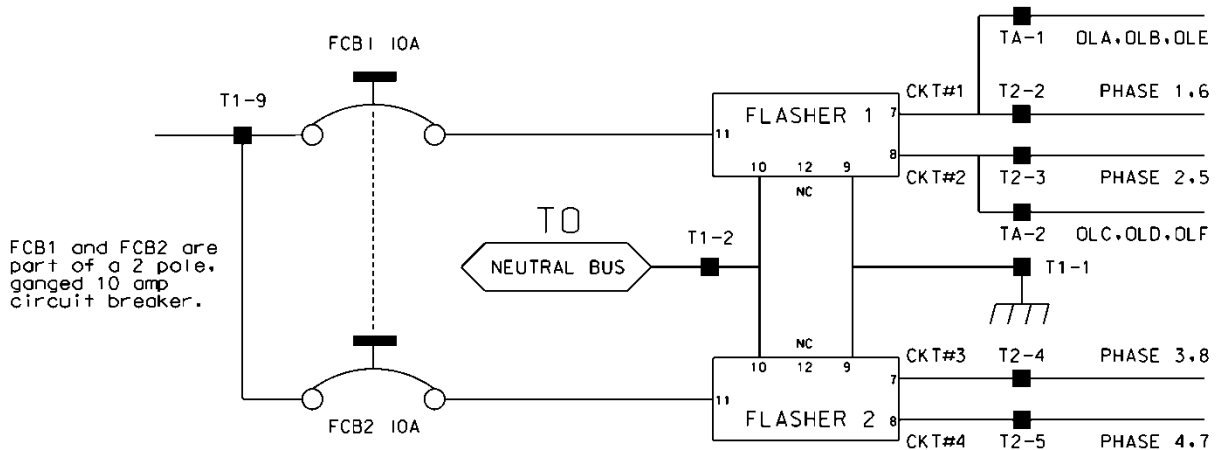 FCB1 10A
T1-9
TA-1 OLA,OLB,OLE
CKT#1 T2-2 PHASE 1,6
FLASHER 1
7
11
8
10 12 9
NC
CKT#2 T2-3 PHASE 2,5
TA-2 OLC,OLD,OLF
TO
NEUTRAL BUS
T1-2
T1-1
FCB1 and FCB2 are
part of a 2 pole,
ganged 10 amp
circuit breaker.
NC
10 12 9
CKT#3 T2-4 PHASE 3,8
7
11
FLASHER 2
8
FCB2 10A
CKT#4 T2-5 PHASE 4,7